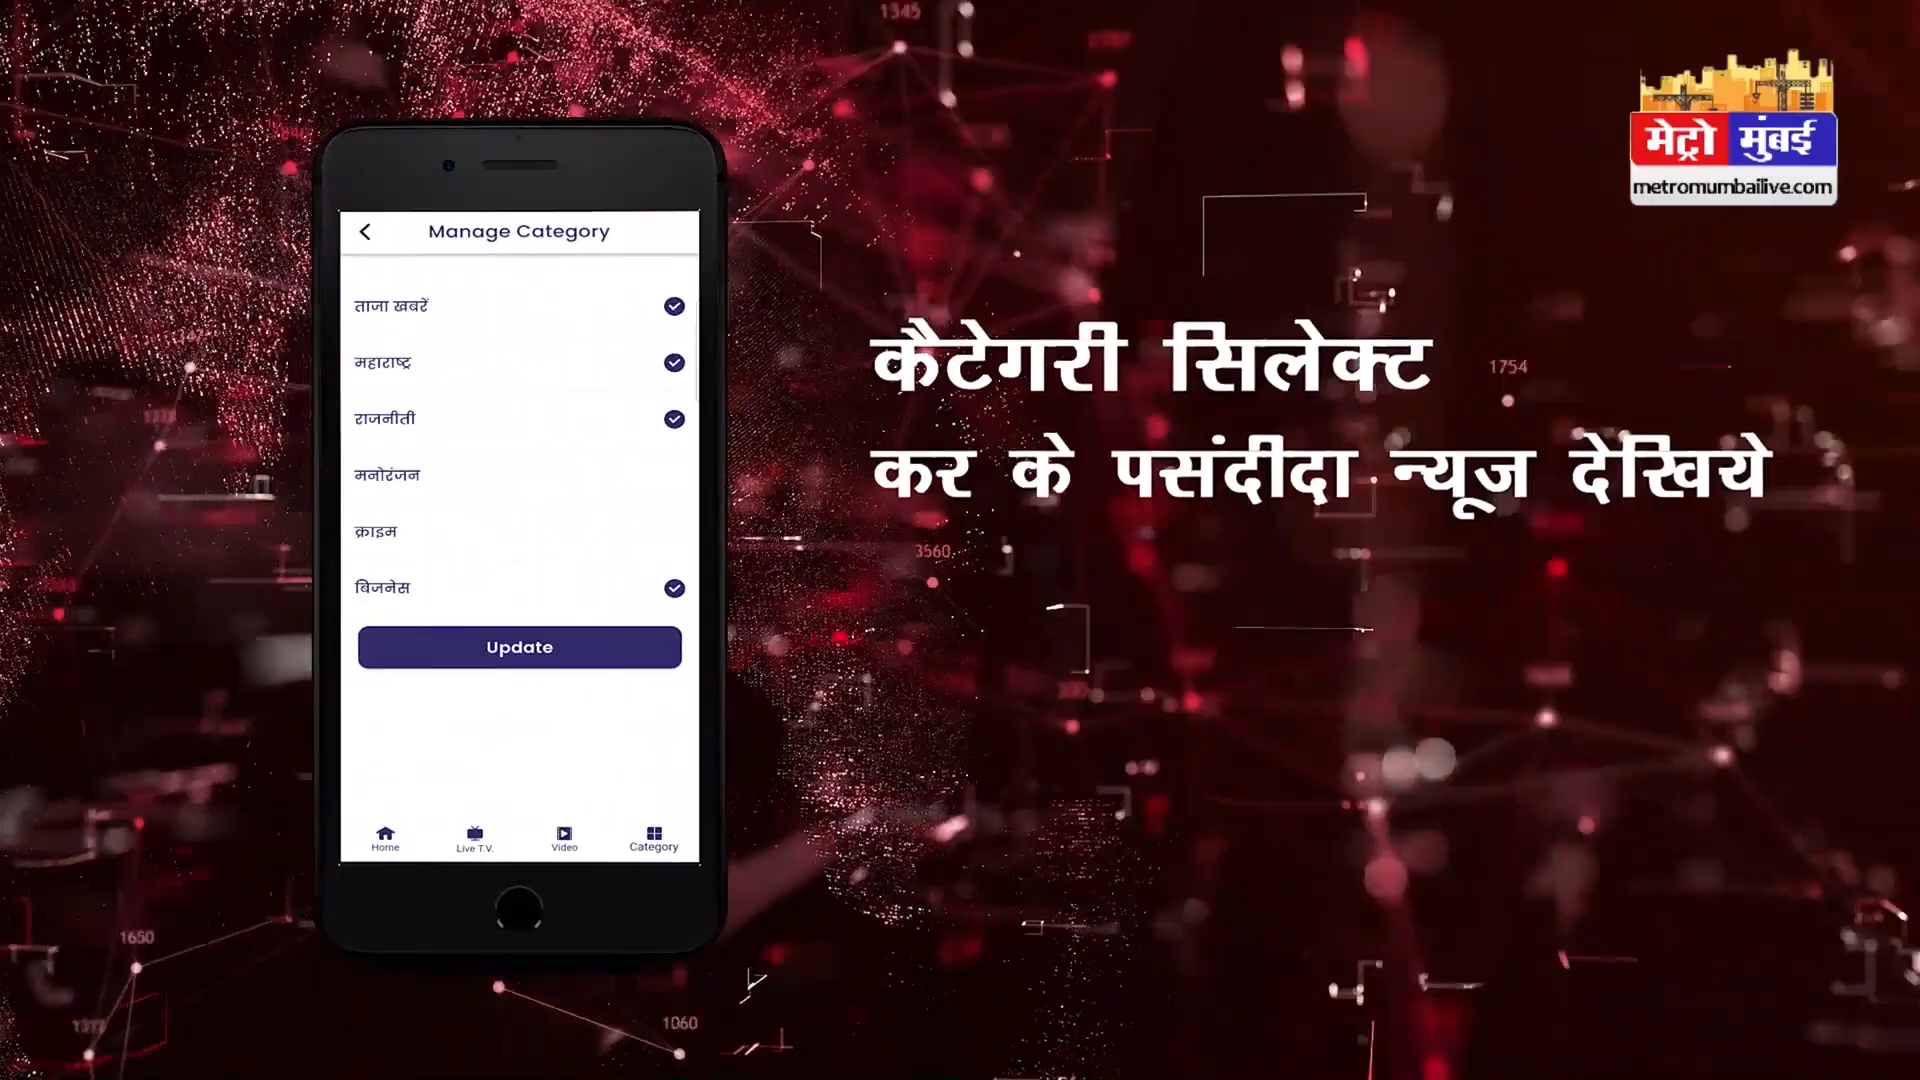 1345
मेट्रो मुंबई
metromumbailive.com
Manage Category
ताजा खबरें
महाराष्ट्र
राजनीती
मनोरंजन
क्राइम
बिजनेस
Update
Home
Live T.V.
Video
Category
कैटेगरी सिलेक्ट
कर के पसंदीदा न्यूज देखिये
1754
3560
1650
1060